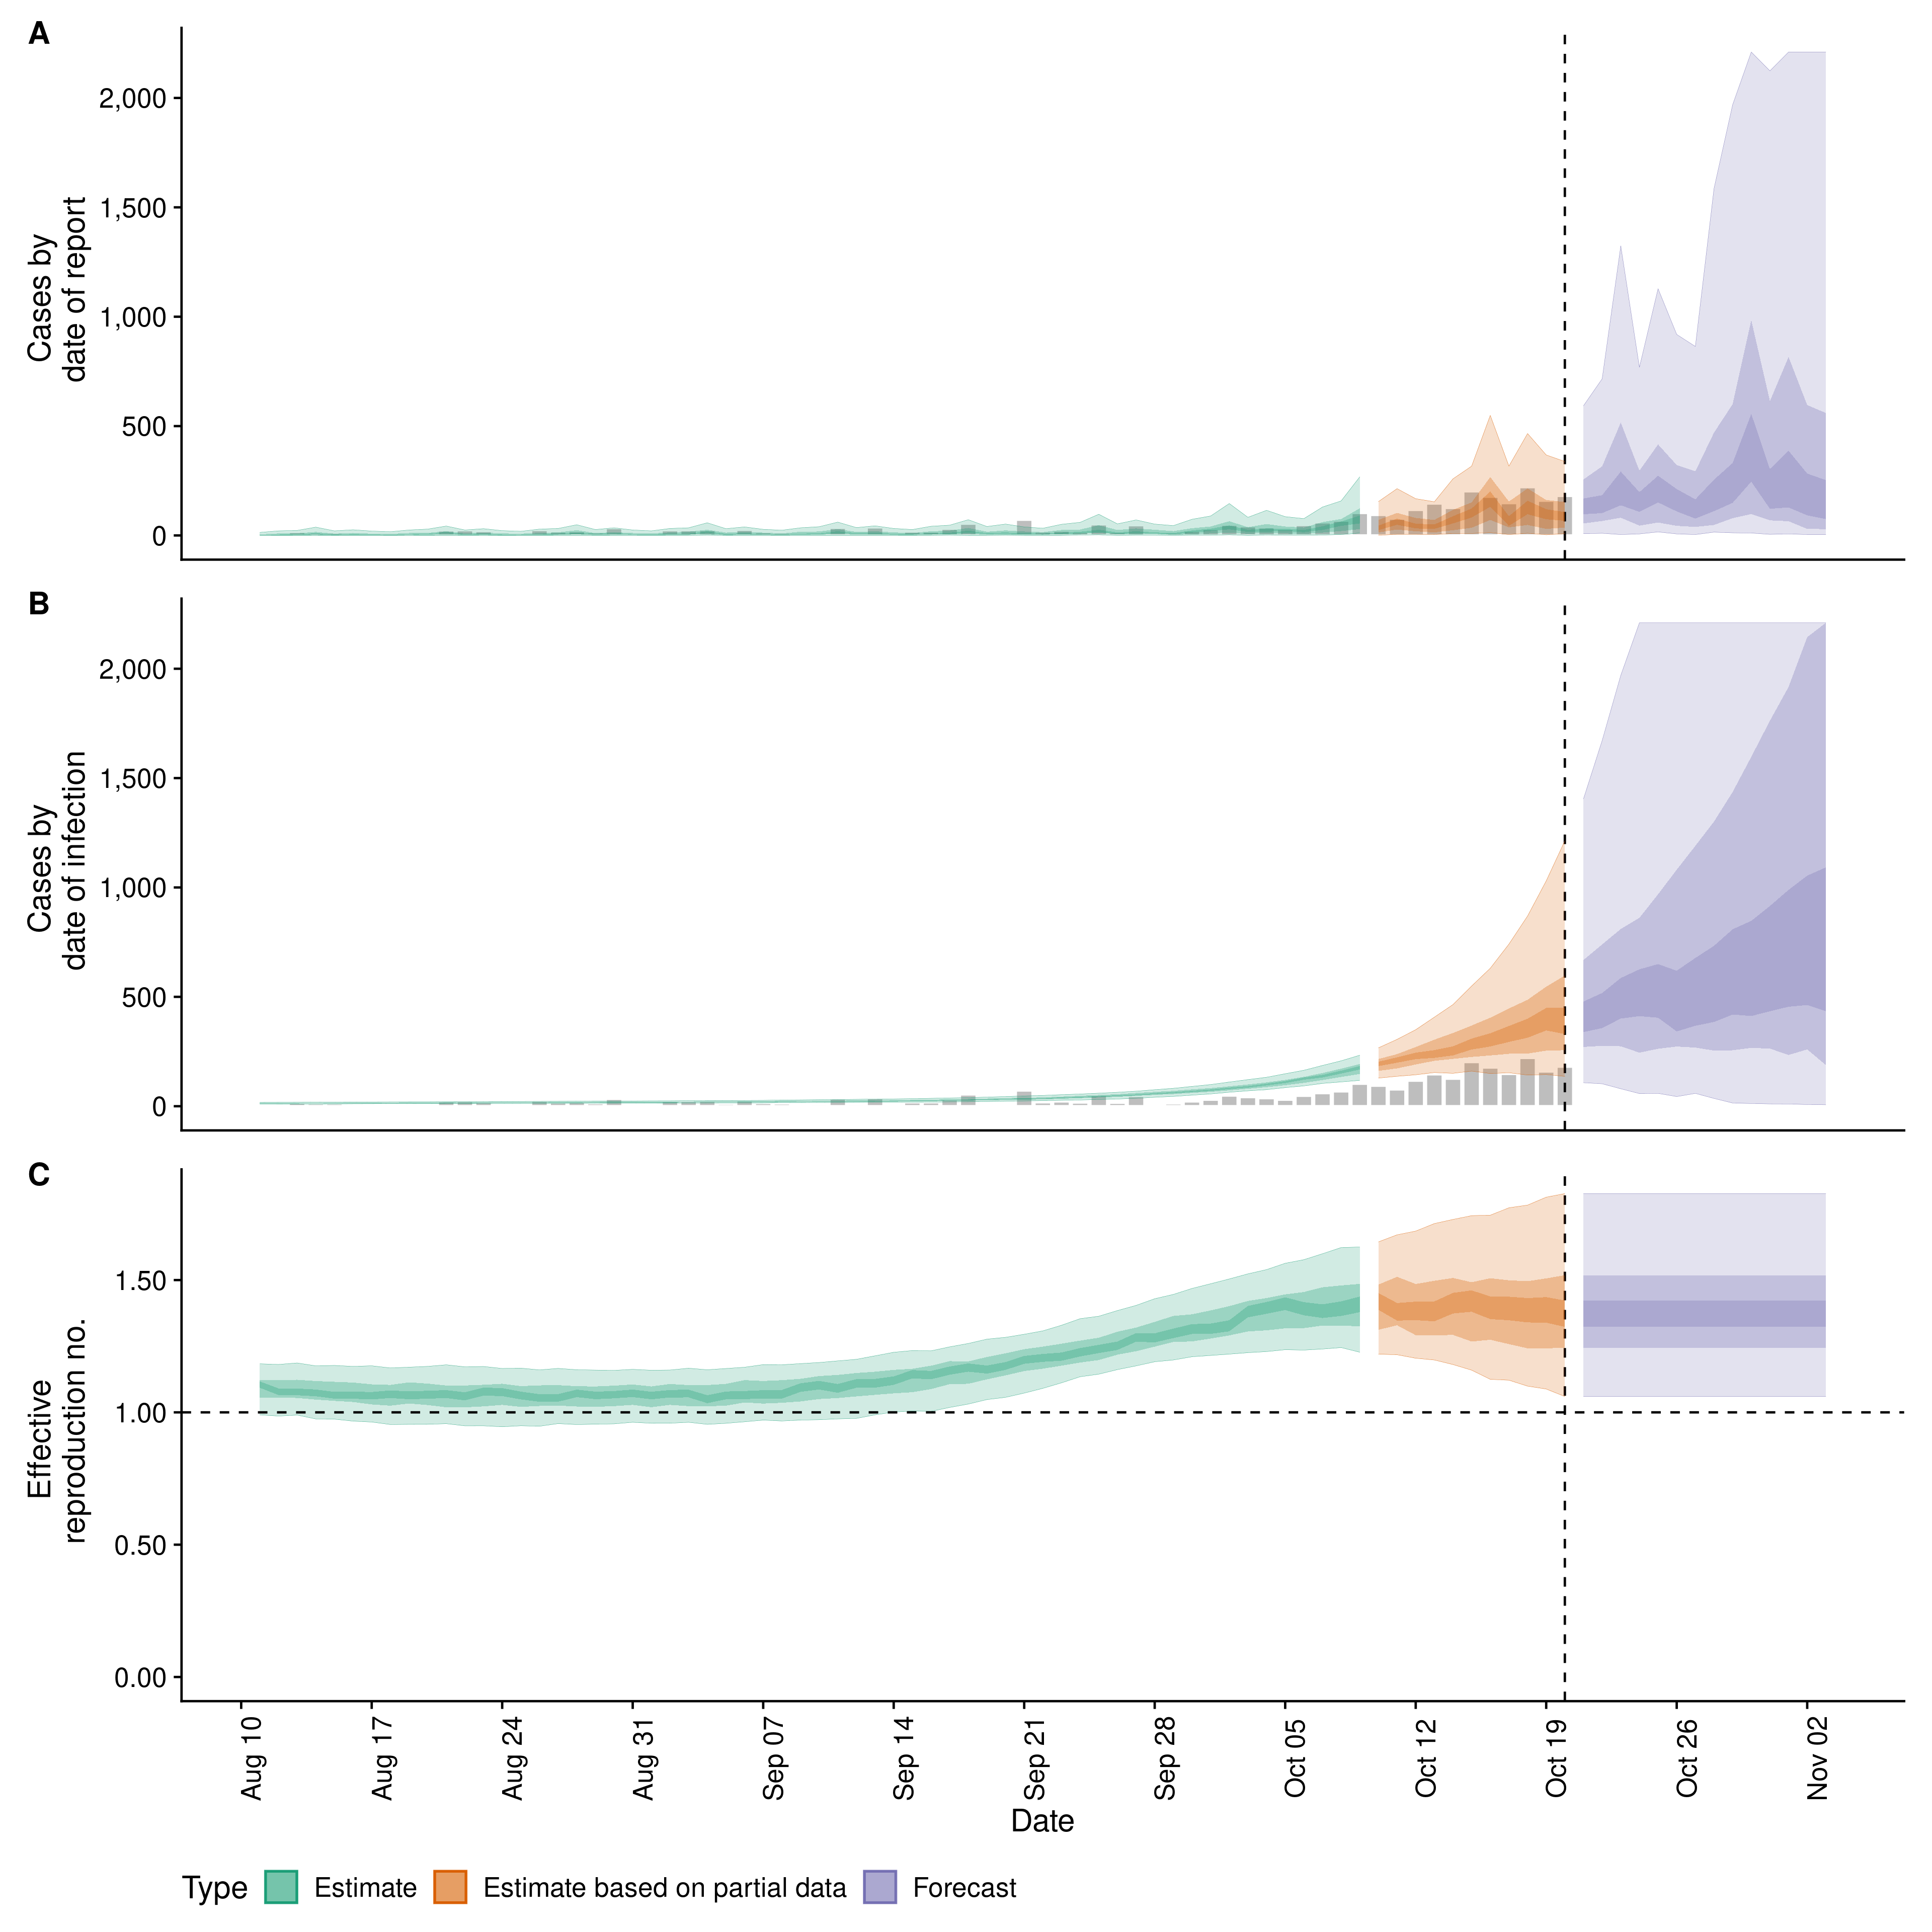 A
Cases by
date of report
2,000
1,500
1,000
500
0
B
Cases by
date of infection
2,000
1,500
1,000
500
0
C
Effective
reproduction no.
1.50
1.00
0.50
0.00
Aug 10
Aug 17
Aug 24
Aug 31
Sep 07
Sep 14
Sep 21
Sep 28
Oct 05
Oct 12
Oct 19
Oct 26
Nov 02
Date
Type Estimate Estimate based on partial data Forecast